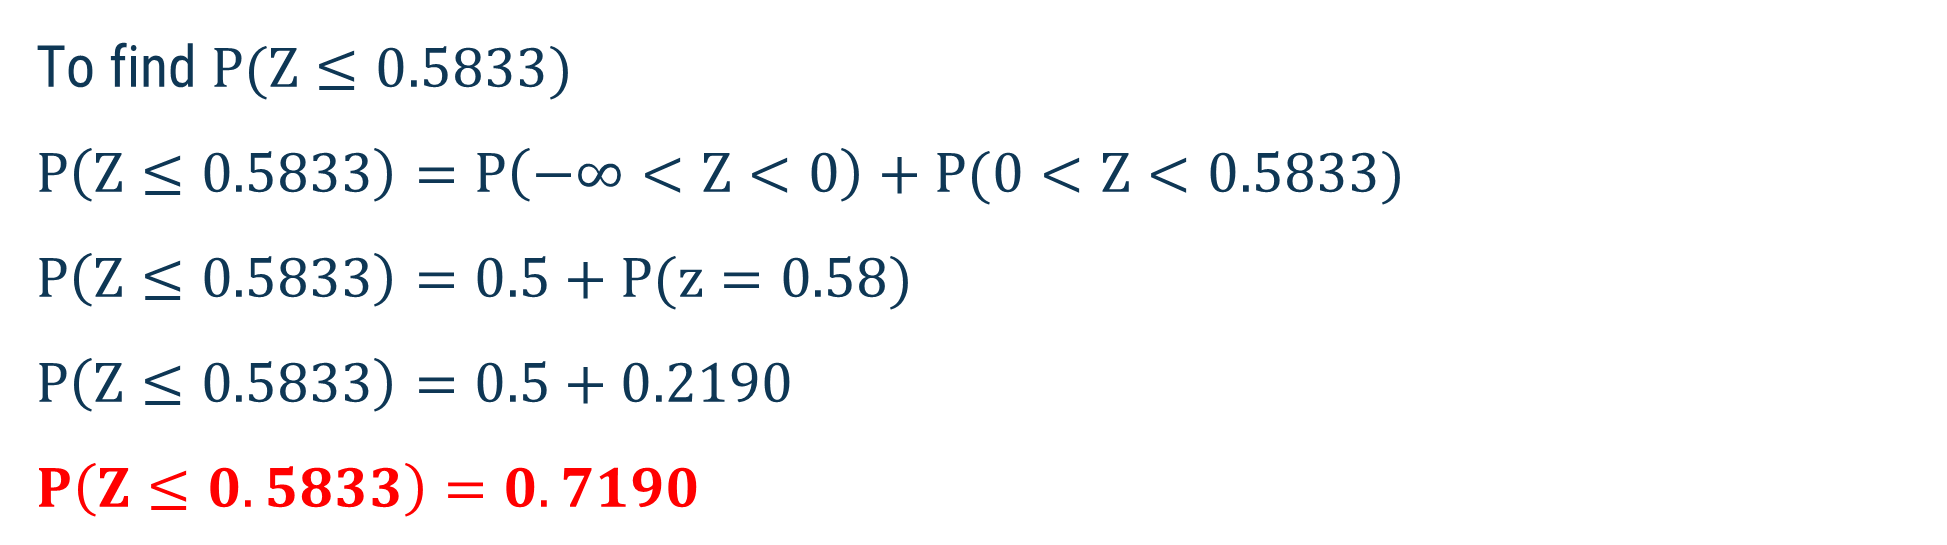 To find P(Z ≤ 0.5833)
P(Z ≤ 0.5833) = P(−∞ < Z < 0) + P(0 < Z < 0.5833)
P(Z ≤ 0.5833) = 0.5 + P(z = 0.58)
P(Z ≤ 0.5833) = 0.5 + 0.2190
P(Z ≤ 0.5833) = 0.7190